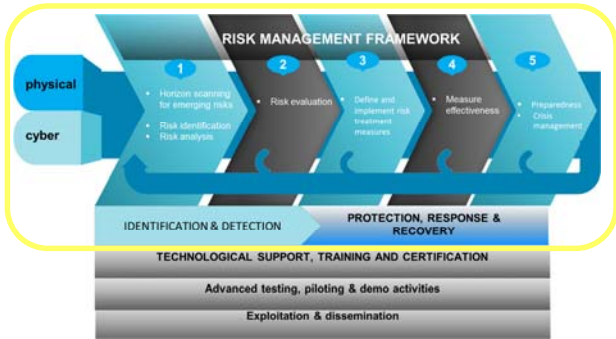 RISK MANAGEMENT FRAMEWORK
physical
cyber
1
• Horizon scanning
for emerging risks
• Risk identification
• Risk analysis
2
• Risk evaluation
3
• Define and
implement risk
treatment
measures
4
• Measure
effectiveness
5
• Preparedness
• Crisis
management
IDENTIFICATION & DETECTION
PROTECTION, RESPONSE &
RECOVERY
TECHNOLOGICAL SUPPORT, TRAINING AND CERTIFICATION
Advanced testing, piloting & demo activities
Exploitation & dissemination